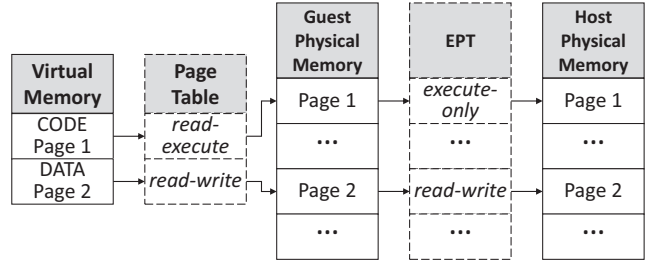 Virtual
Memory
CODE
Page 1
DATA
Page 2
Page
Table
read-
execute
read-write
Guest
Physical
Memory
Page 1
...
Page 2
...
EPT
execute-
only
...
read-write
...
Host
Physical
Memory
Page 1
...
Page 2
...